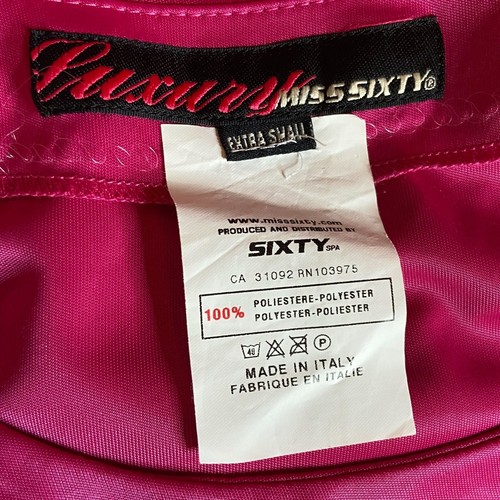 Luxury MISS SIXTY®
EXTRA SMALL
www.misssixty.com
PRODUCED AND DISTRIBUTED BY
SIXTY SPA
CA 31092 RN103975
100% POLIESTERE-POLYESTER
POLYESTER-POLIESTER
40 P
MADE IN ITALY
FABRIQUE EN ITALIE